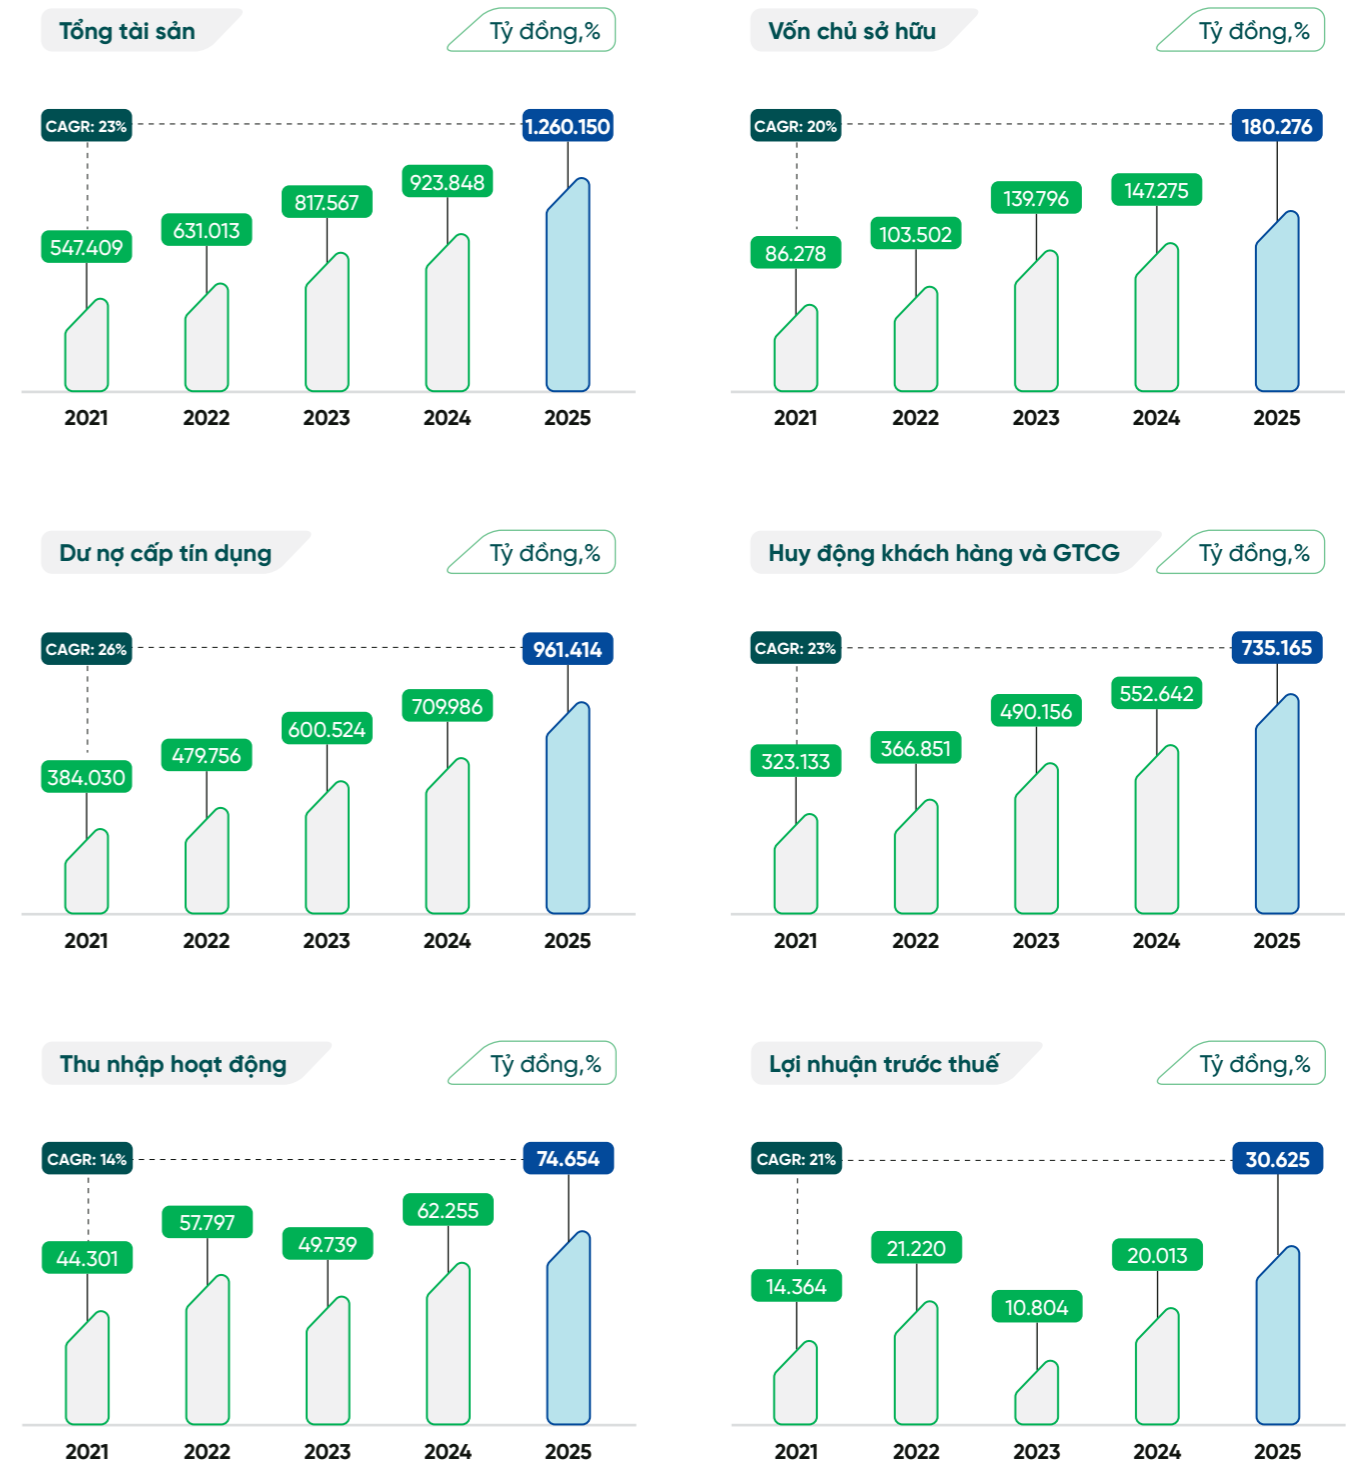 Tổng tài sản
Tỷ đồng,%
CAGR: 23%
1.260.150
923.848
817.567
631.013
547.409
2021 2022 2023 2024 2025
Vốn chủ sở hữu
Tỷ đồng,%
CAGR: 20%
180.276
147.275
139.796
103.502
86.278
2021 2022 2023 2024 2025
Dư nợ cấp tín dụng
Tỷ đồng,%
CAGR: 26%
961.414
709.986
600.524
479.756
384.030
2021 2022 2023 2024 2025
Huy động khách hàng và GTCG
Tỷ đồng,%
CAGR: 23%
735.165
552.642
490.156
366.851
323.133
2021 2022 2023 2024 2025
Thu nhập hoạt động
Tỷ đồng,%
CAGR: 14%
74.654
62.255
57.797
49.739
44.301
2021 2022 2023 2024 2025
Lợi nhuận trước thuế
Tỷ đồng,%
CAGR: 21%
30.625
21.220
20.013
14.364
10.804
2021 2022 2023 2024 2025